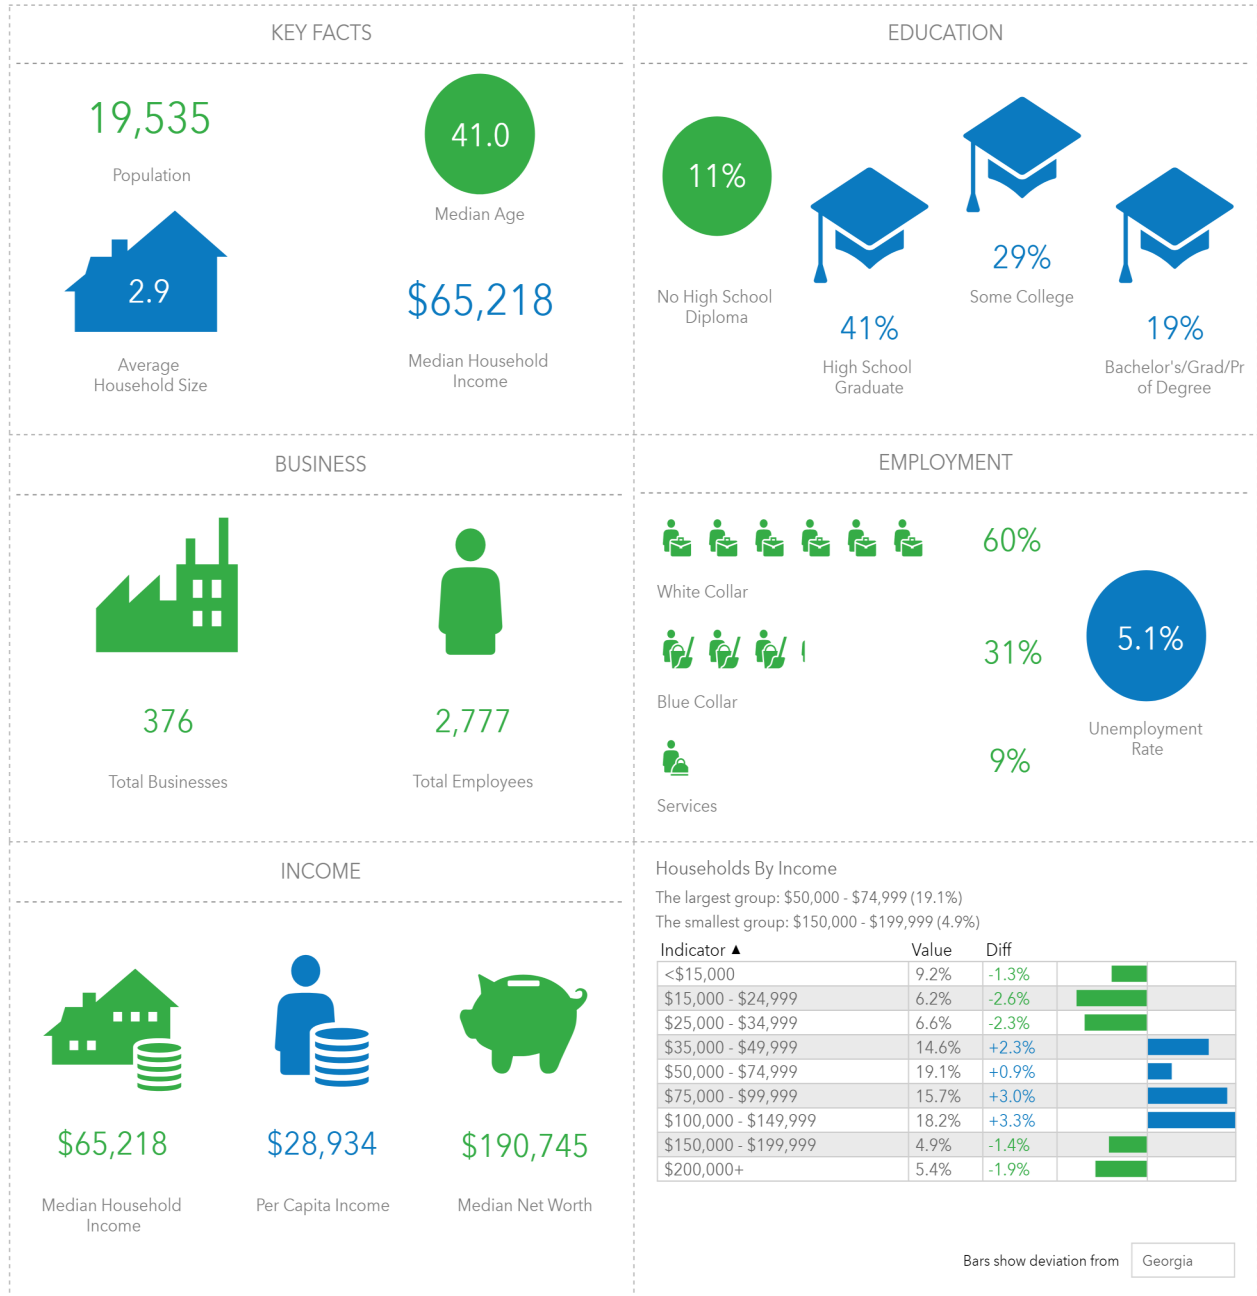 KEY FACTS
19,535
Population
41.0
Median Age
2.9
Average
Household Size
$65,218
Median Household
Income
EDUCATION
11%
No High School
Diploma
41%
High School
Graduate
29%
Some College
19%
Bachelor's/Grad/Pr
of Degree
BUSINESS
376
Total Businesses
2,777
Total Employees
EMPLOYMENT
60%
White Collar
31%
Blue Collar
9%
Services
5.1%
Unemployment
Rate
INCOME
$65,218
Median Household
Income
$28,934
Per Capita Income
$190,745
Median Net Worth
Households By Income
The largest group: $50,000 - $74,999 (19.1%)
The smallest group: $150,000 - $199,999 (4.9%)
Indicator ▲ Value Diff
<$15,000 9.2% -1.3%
$15,000 - $24,999 6.2% -2.6%
$25,000 - $34,999 6.6% -2.3%
$35,000 - $49,999 14.6% +2.3%
$50,000 - $74,999 19.1% +0.9%
$75,000 - $99,999 15.7% +3.0%
$100,000 - $149,999 18.2% +3.3%
$150,000 - $199,999 4.9% -1.4%
$200,000+ 5.4% -1.9%
Bars show deviation from Georgia